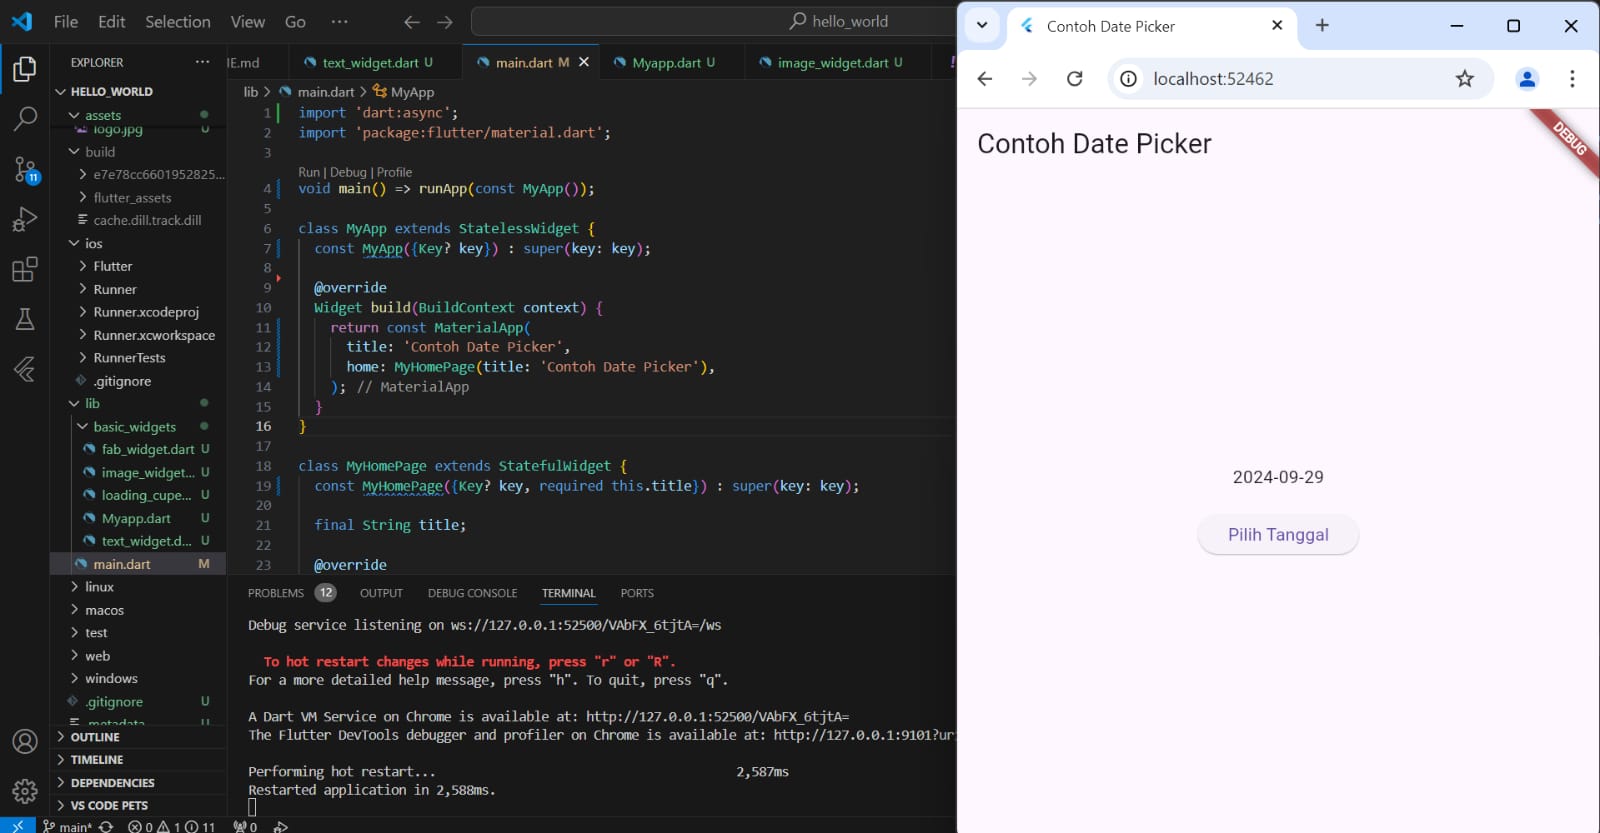 File Edit Selection View Go ··· hello_world
EXPLORER ···
HELLO_WORLD
assets
logo.jpg U
build
e7e78cc6601952825...
flutter_assets
cache.dill.track.dill
ios
Flutter
Runner
Runner.xcodeproj
Runner.xcworkspace
RunnerTests
.gitignore
lib
basic_widgets
fab_widget.dart U
image_widget... U
loading_cupe... U
Myapp.dart U
text_widget.d... U
main.dart M
linux
macos
test
web
windows
.gitignore U
.metadata U
OUTLINE
TIMELINE
DEPENDENCIES
VS CODE PETS
11
main* 0 1 11 0
IE.md text_widget.dart U main.dart M Myapp.dart U image_widget.dart U
lib > main.dart > MyApp
1 import 'dart:async';
2 import 'package:flutter/material.dart';
3
Run | Debug | Profile
4 void main() => runApp(const MyApp());
5
6 class MyApp extends StatelessWidget {
7 const MyApp({Key? key}) : super(key: key);
8
9 @override
10 Widget build(BuildContext context) {
11 return const MaterialApp(
12 title: 'Contoh Date Picker',
13 home: MyHomePage(title: 'Contoh Date Picker'),
14 ); // MaterialApp
15 }
16 }
17
18 class MyHomePage extends StatefulWidget {
19 const MyHomePage({Key? key, required this.title}) : super(key: key);
20
21 final String title;
22
23 @override
PROBLEMS 12 OUTPUT DEBUG CONSOLE TERMINAL PORTS
Debug service listening on ws://127.0.0.1:52500/VAbFX_6tjtA=/ws
To hot restart changes while running, press "r" or "R".
For a more detailed help message, press "h". To quit, press "q".
A Dart VM Service on Chrome is available at: http://127.0.0.1:52500/VAbFX_6tjtA=
The Flutter DevTools debugger and profiler on Chrome is available at: http://127.0.0.1:9101?ur
Performing hot restart... 2,587ms
Restarted application in 2,588ms.
Contoh Date Picker
localhost:52462
Contoh Date Picker
DEBUG
2024-09-29
Pilih Tanggal